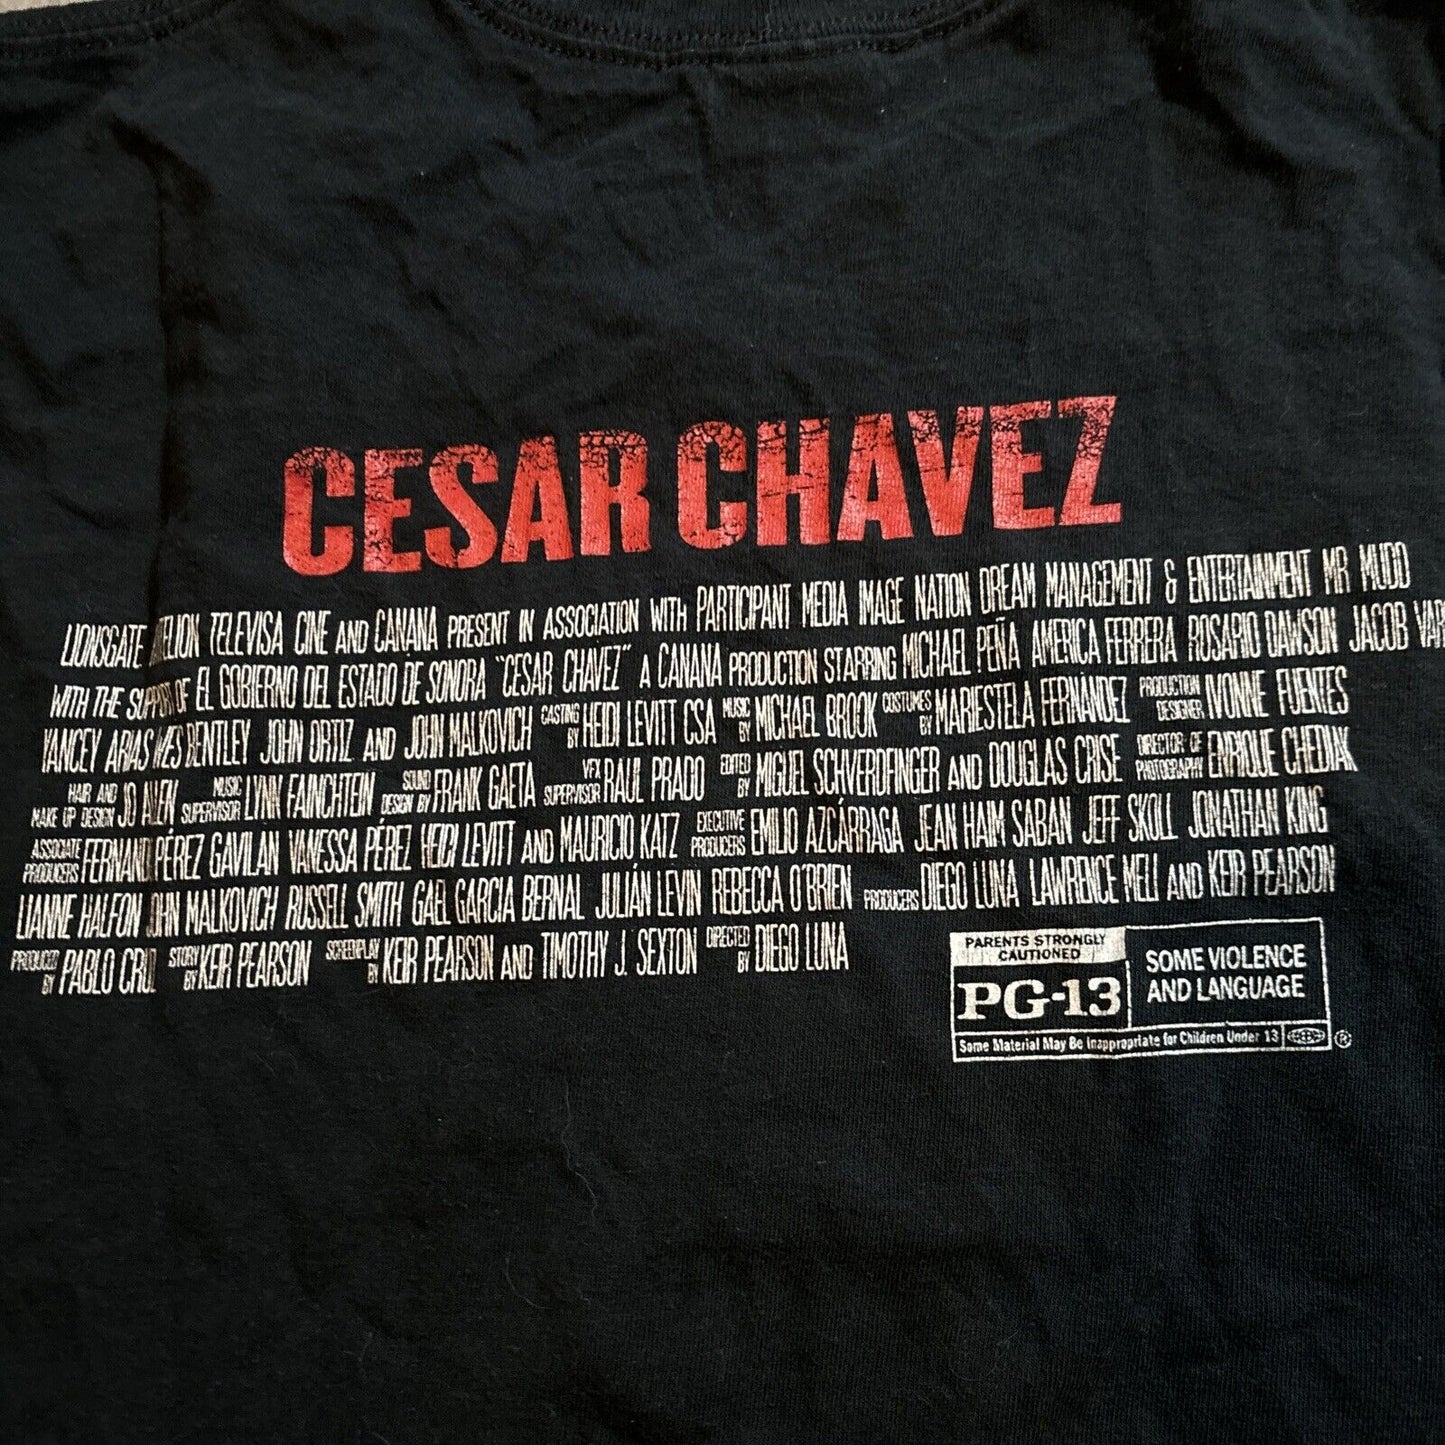 CESAR CHAVEZ
LIONSGATE TELEVISA CINE AND CANANA PRESENT IN ASSOCIATION WITH PARTICIPANT MEDIA IMAGE NATION DREAM MANAGEMENT & ENTERTAINMENT MR MUDD
WITH THE SUPPORT OF EL GOBIERNO DEL ESTADO DE SONORA "CESAR CHAVEZ" A CANANA PRODUCTION STARRING MICHAEL PEÑA AMERICA FERRERA ROSARIO DAWSON JACOB
YANCEY ARIAS WES BENTLEY JOHN ORTIZ AND JOHN MALKOVICH CASTING BY HEIDI LEVITT CSA MUSIC BY MICHAEL BROOK COSTUMES BY MARIESTELA FERNÁNDEZ PRODUCTION DESIGNER IVONNE FUENTES
HAIR AND MAKE UP DESIGN JO ALLEN MUSIC SUPERVISOR LYNN FAINCHTEIN SOUND DESIGN BY FRANK GAETA VFX SUPERVISOR RAUL PRADO EDITED BY MIGUEL SCHVERDFINGER AND DOUGLAS CRISE DIRECTOR OF PHOTOGRAPHY ENRIQUE CHEDIAK
ASSOCIATE PRODUCERS PÉREZ GAVILAN VANESSA PÉREZ HEIDI LEVITT AND MAURICIO KATZ EXECUTIVE PRODUCERS EMILIO AZCÁRRAGA JEAN HAM SABAN JEFF SKOLL JONATHAN KING
LIANNE HALFON JOHN MALKOVICH RUSSELL SMITH GAEL GARCIA BERNAL JULIÁN LEVIN REBECCA O'BRIEN PRODUCERS DIEGO LUNA LAWRENCE MELI AND KEIR PEARSON
PRODUCED BY PABLO CRUZ STORY BY KEIR PEARSON SCREENPLAY BY KEIR PEARSON AND TIMOTHY J. SEXTON DIRECTED BY DIEGO LUNA
PARENTS STRONGLY CAUTIONED
PG-13
SOME VIOLENCE
AND LANGUAGE
Some Material May Be Inappropriate for Children Under 13 ®